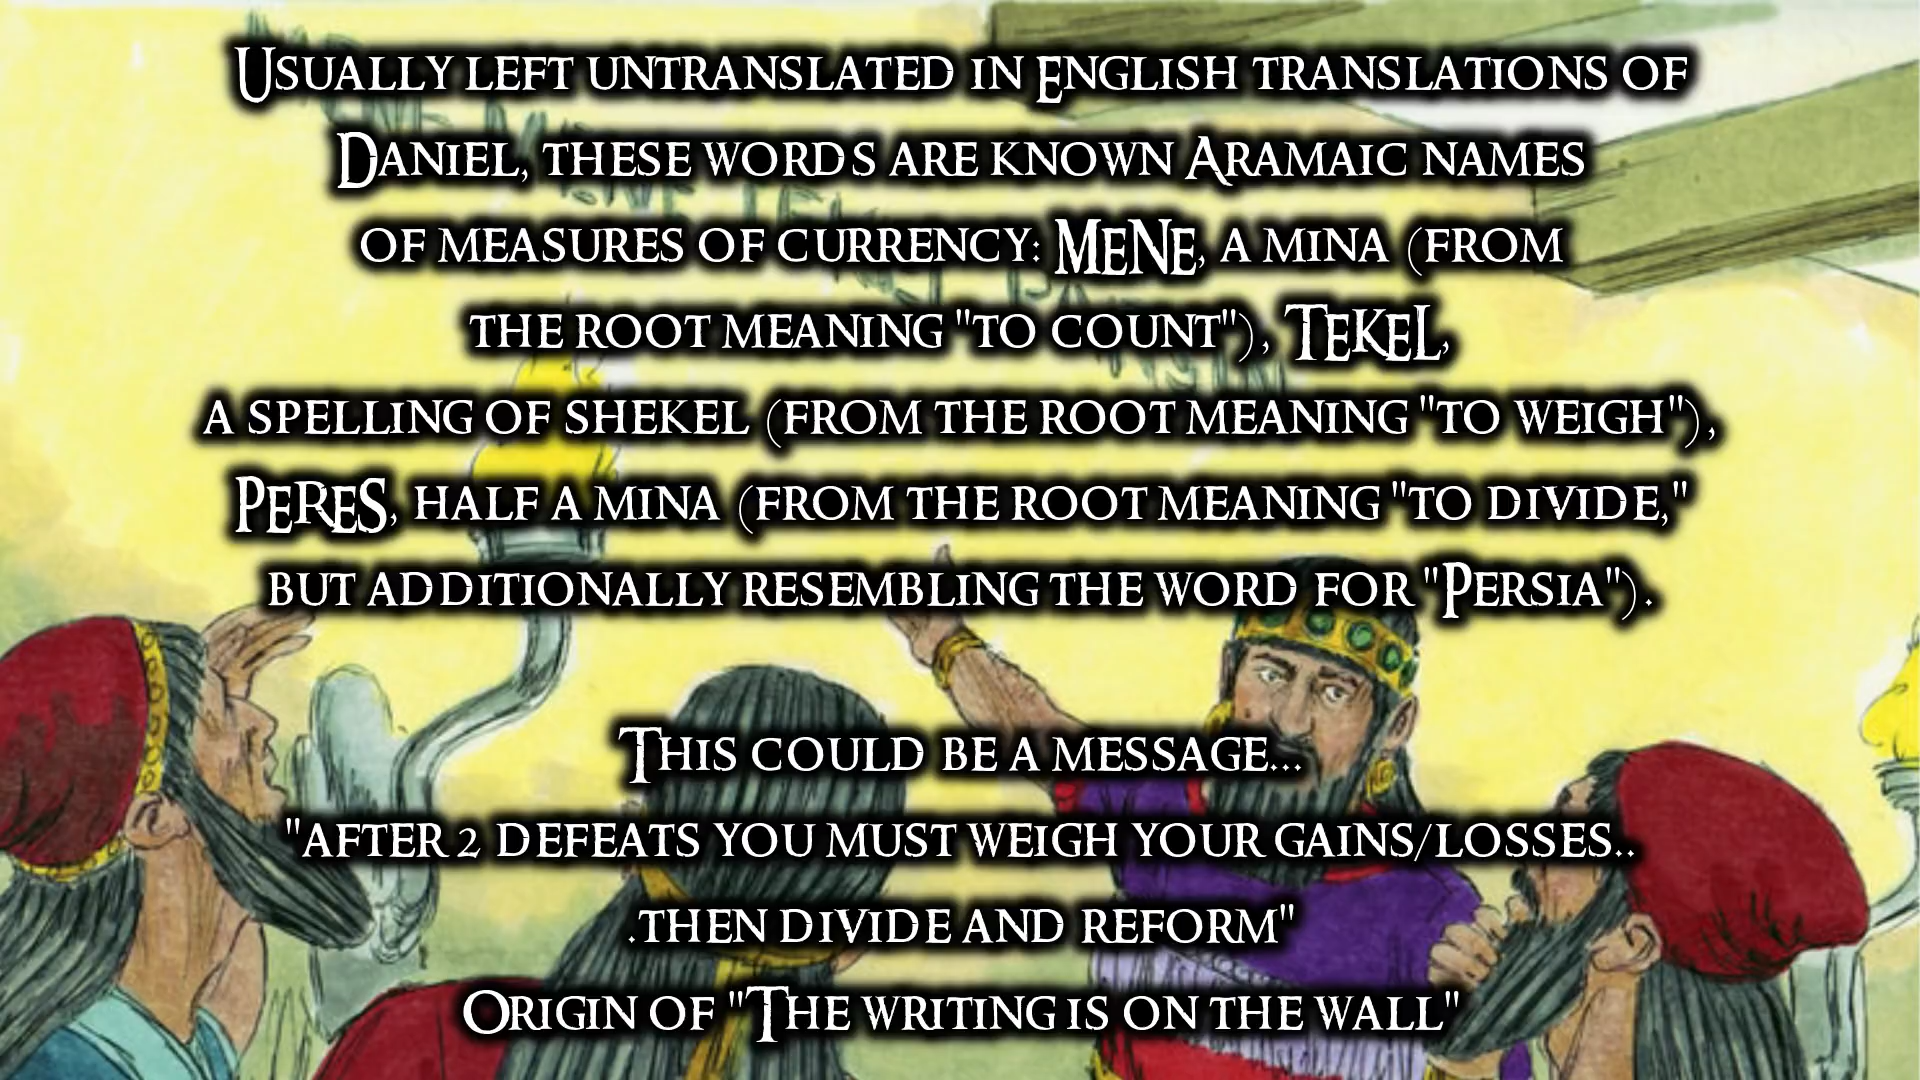 Usually left untranslated in English translations of
Daniel, these words are known Aramaic names
of measures of currency: MENE, a mina (from
the root meaning "to count"), TEKEL,
a spelling of shekel (from the root meaning "to weigh"),
PERES, half a mina (from the root meaning "to divide,"
but additionally resembling the word for "Persia").
This could be a message...
"after 2 defeats you must weigh your gains/losses..
.then divide and reform"
Origin of "The writing is on the wall"